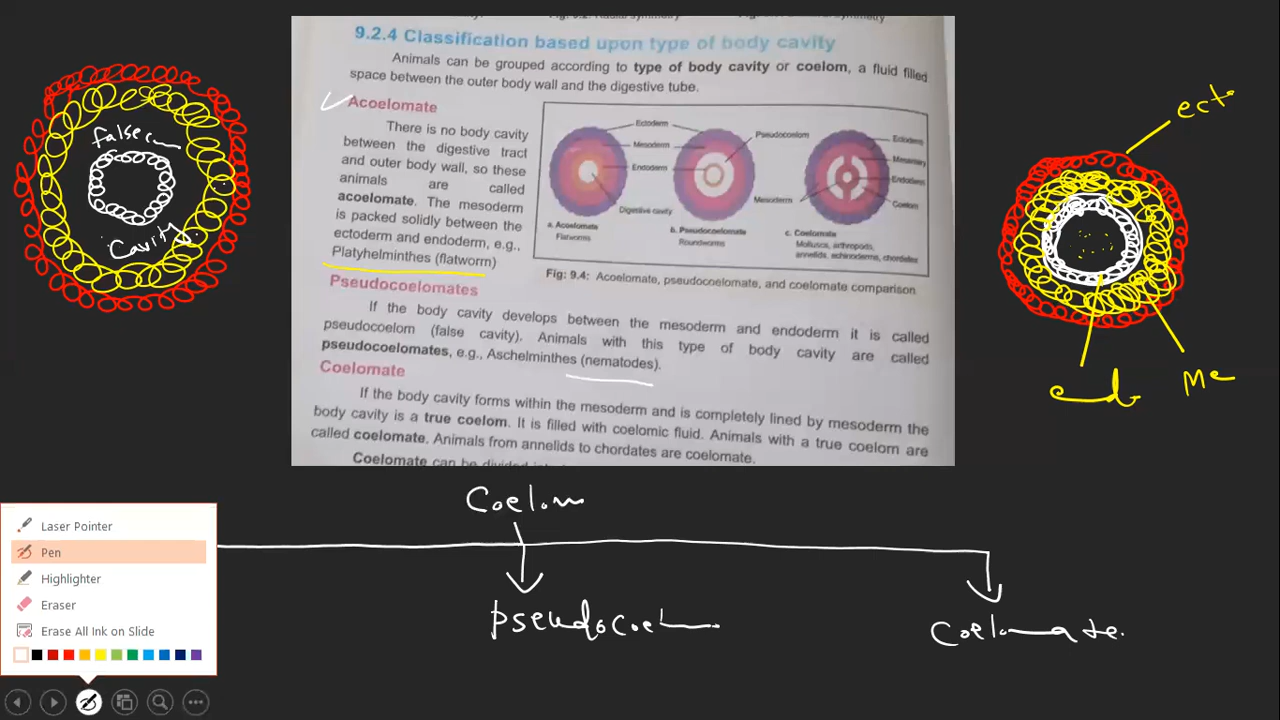 9.2.4 Classification based upon type of body cavity
Animals can be grouped according to type of body cavity or coelom, a fluid filled
space between the outer body wall and the digestive tube.
Acoelomate
There is no body cavity
between the digestive tract
and outer body wall, so these
animals are called
acoelomate. The mesoderm
is packed solidly between the
ectoderm and endoderm, e.g.,
Platyhelminthes (flatworm)
Ectoderm
Mesoderm
Endoderm
Digestive cavity
Pseudocoelom
Mesoderm
Ectoderm
Mesentery
Endoderm
Coelom
a. Acoelomate
Flatworms
b. Pseudocoelomate
Roundworms
c. Coelomate
Molluscs, arthropods,
annelids, echinoderms, chordates
Fig: 9.4: Acoelomate, pseudocoelomate, and coelomate comparison
Pseudocoelomates
If the body cavity develops between the mesoderm and endoderm it is called
pseudocoelom (false cavity). Animals with this type of body cavity are called
pseudocoelomates, e.g., Aschelminthes (nematodes).
Coelomate
If the body cavity forms within the mesoderm and is completely lined by mesoderm the
body cavity is a true coelom. It is filled with coelomic fluid. Animals with a true coelom are
called coelomate. Animals from annelids to chordates are coelomate.
Coelomate can be
false
Cavity
ecto
endo
Me
Coelom
Pseudocoelom
Coelomate.
Laser Pointer
Pen
Highlighter
Eraser
Erase All Ink on Slide